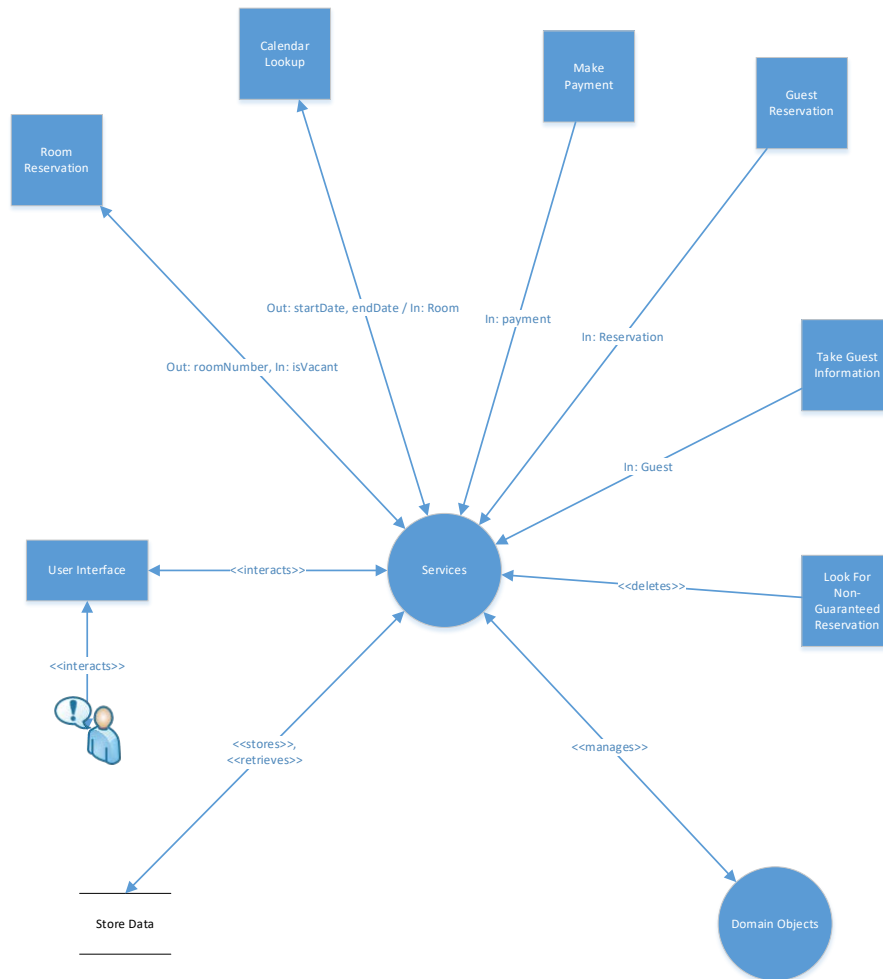 Calendar
Lookup
Make
Payment
Guest
Reservation
Room
Reservation
Out: startDate, endDate / In: Room
In: payment
In: Reservation
Take Guest
Information
Out: roomNumber, In: isVacant
In: Guest
User Interface
<<interacts>>
Services
<<deletes>>
Look For
Non-
Guaranteed
Reservation
<<interacts>>
<<stores>>,
<<retrieves>>
<<manages>>
Store Data
Domain Objects